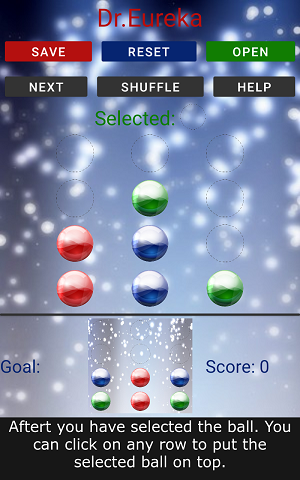 Dr.Eureka
SAVE RESET OPEN
NEXT SHUFFLE HELP
Selected:
Goal: Score: 0
Aftert you have selected the ball. You
can click on any row to put the
selected ball on top.